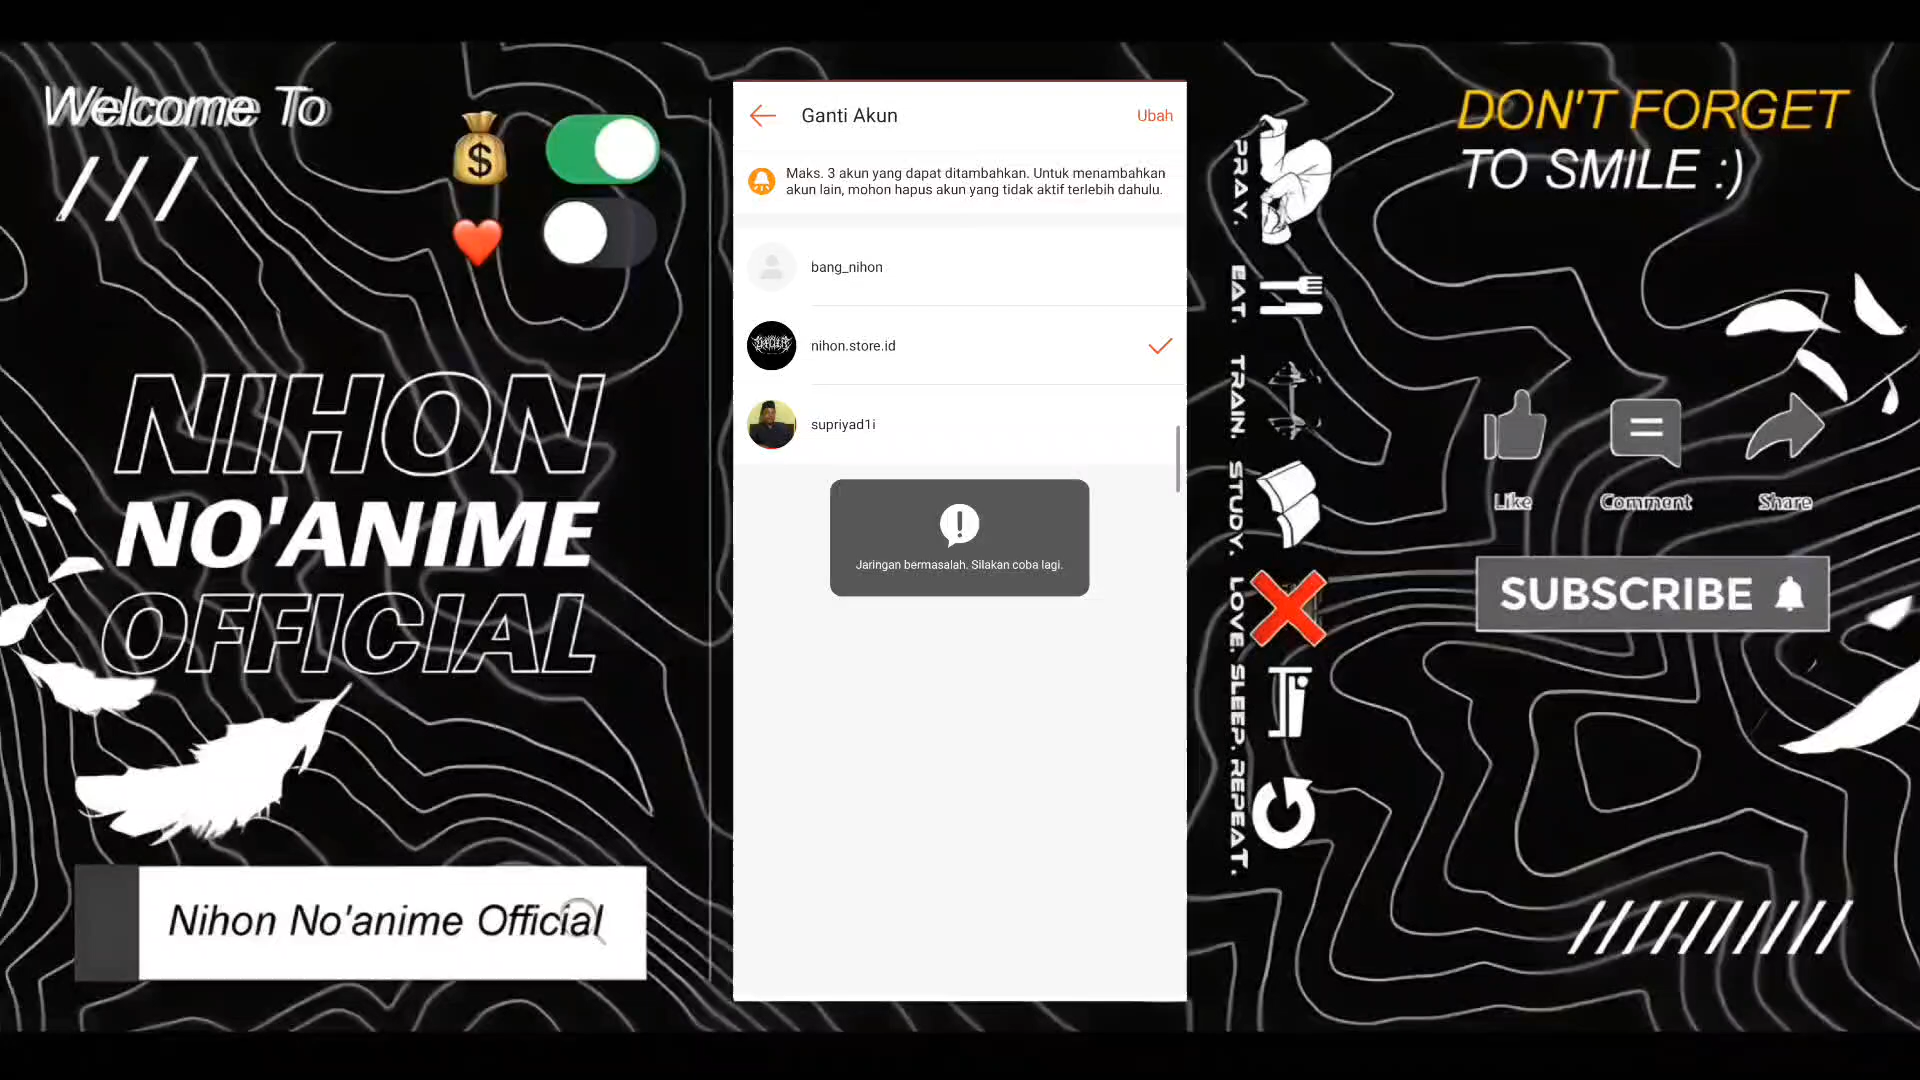 Welcome To
NIHON
NO'ANIME
OFFICIAL
Nihon No'anime Official
Ganti Akun
Ubah
Maks. 3 akun yang dapat ditambahkan. Untuk menambahkan
akun lain, mohon hapus akun yang tidak aktif terlebih dahulu.
bang_nihon
nihon.store.id
supriyad1i
Jaringan bermasalah. Silakan coba lagi.
PRAY. EAT. TRAIN. STUDY. LOVE. SLEEP. REPEAT.
DON'T FORGET
TO SMILE :)
Like
Comment
Share
SUBSCRIBE